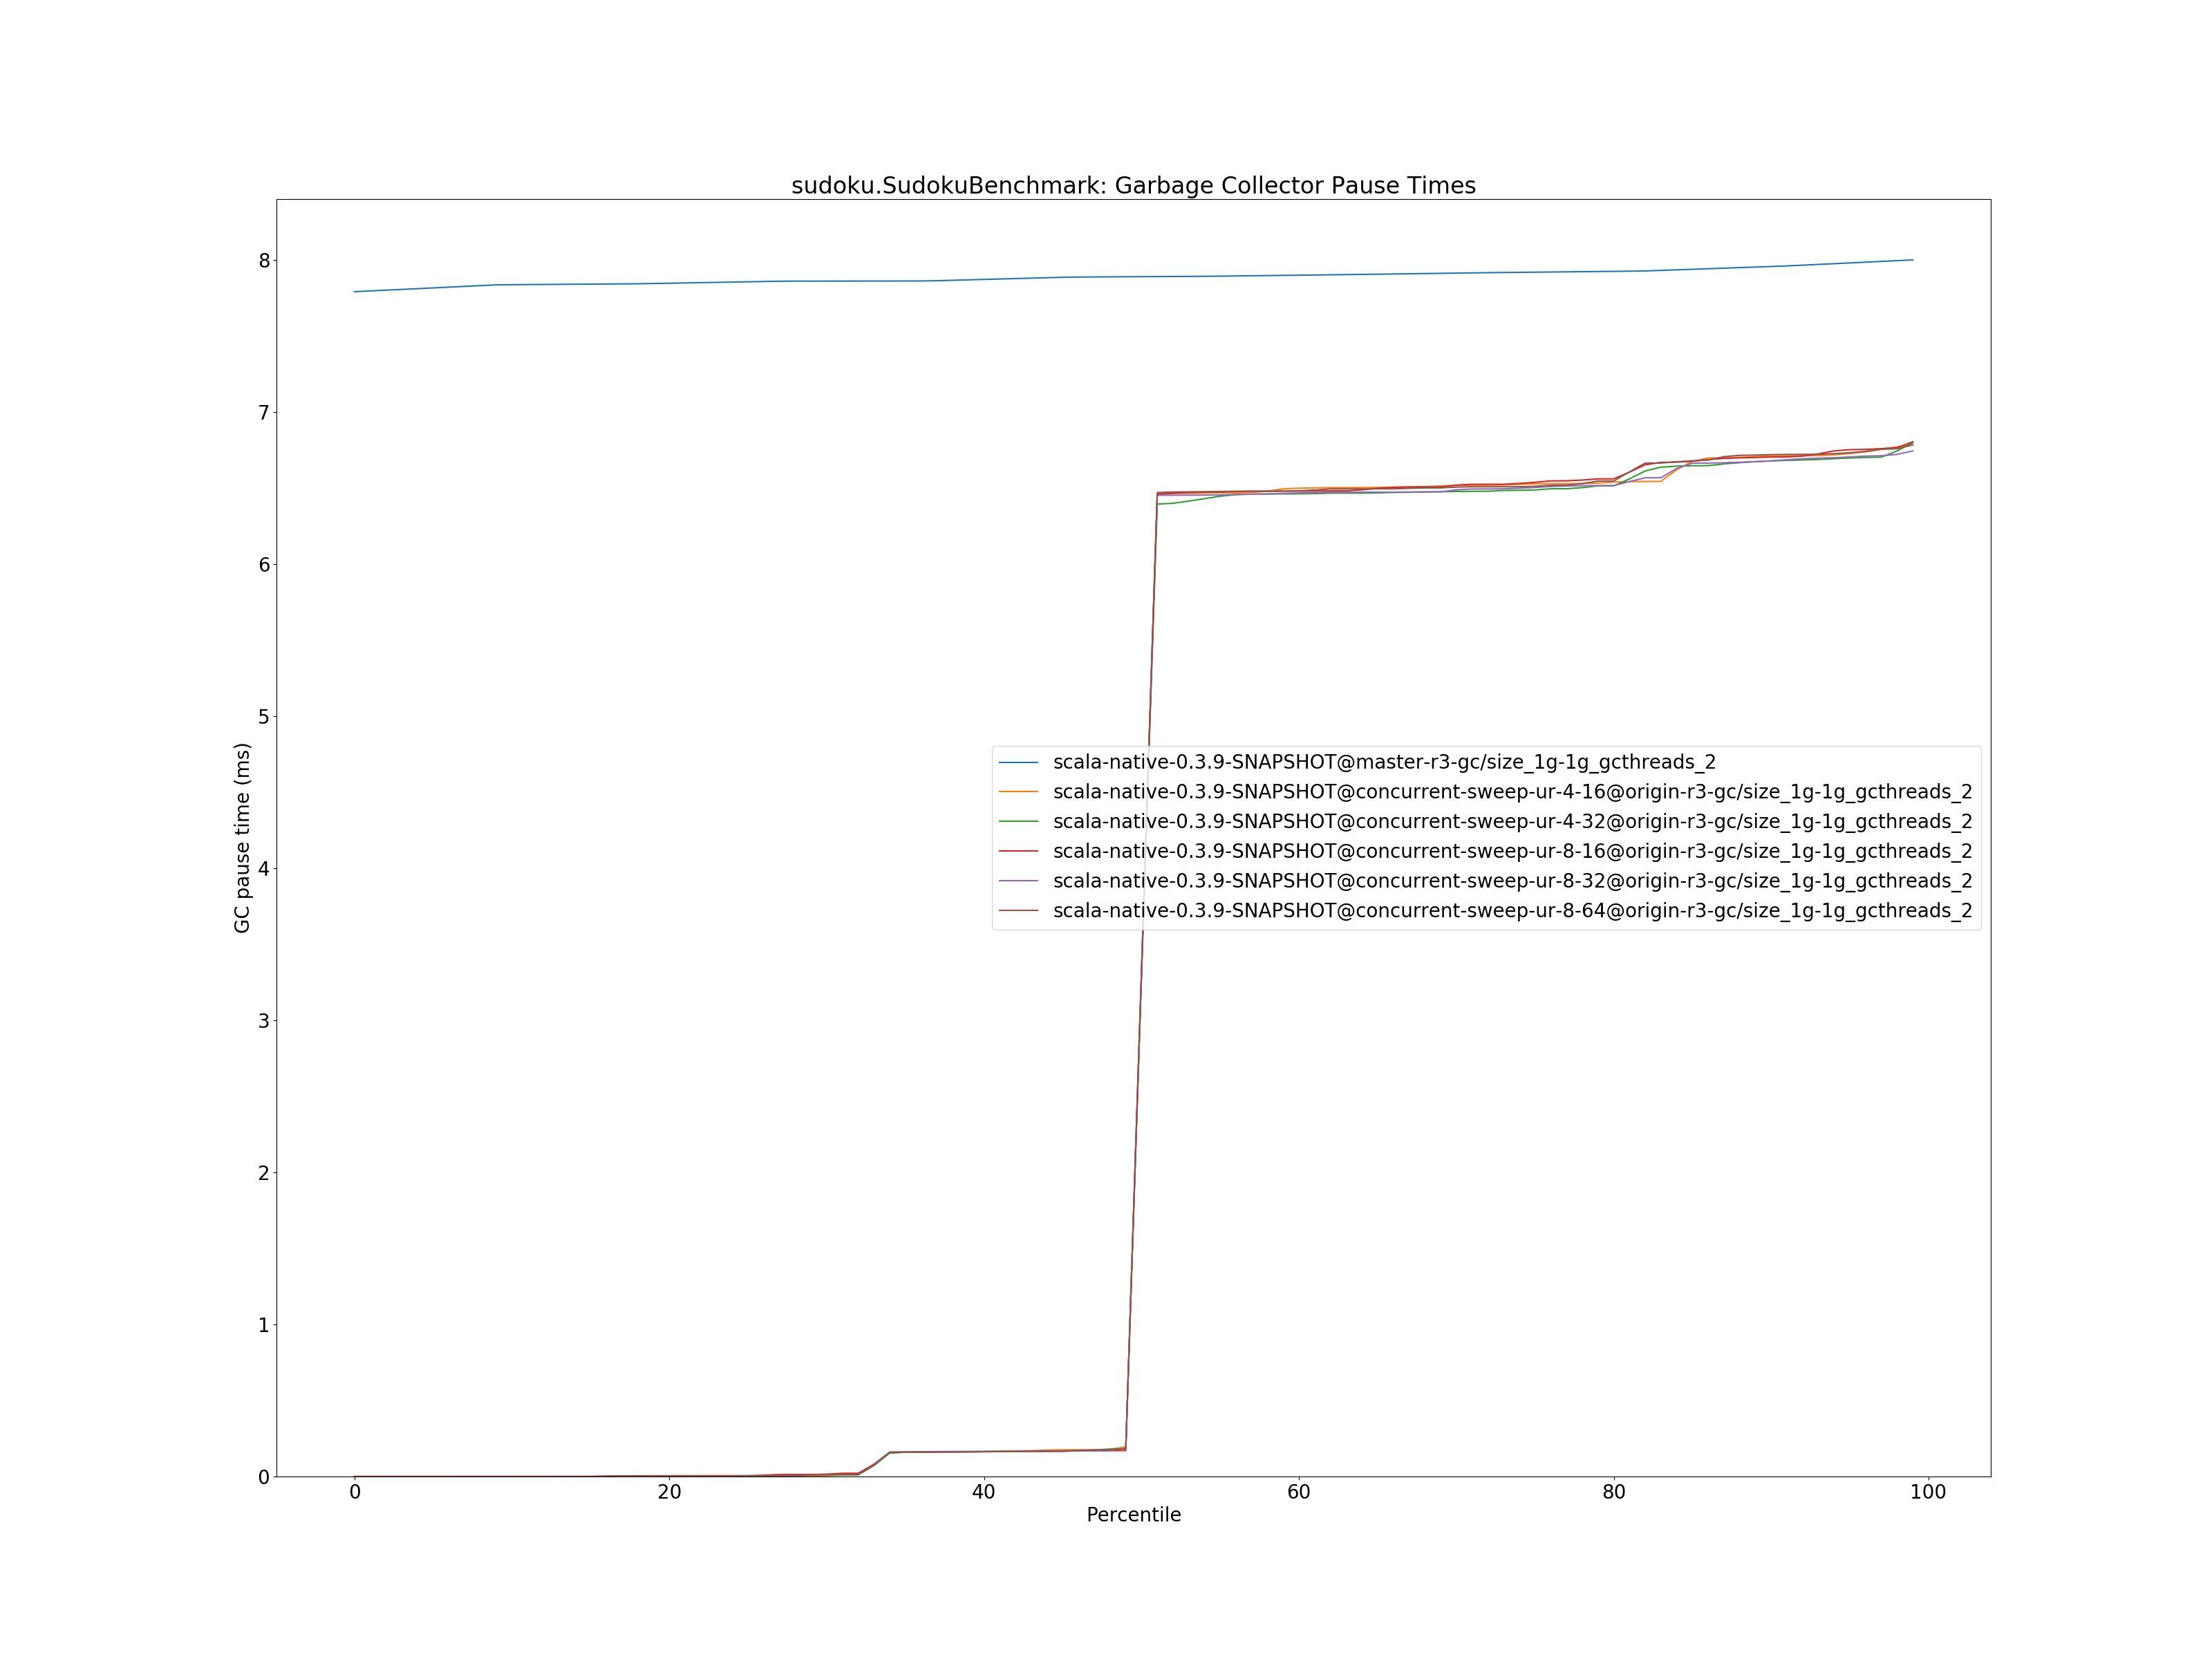 sudoku.SudokuBenchmark: Garbage Collector Pause Times
8
7
6
5
4
3
2
1
0
GC pause time (ms)
scala-native-0.3.9-SNAPSHOT@master-r3-gc/size_1g-1g_gcthreads_2
scala-native-0.3.9-SNAPSHOT@concurrent-sweep-ur-4-16@origin-r3-gc/size_1g-1g_gcthreads_2
scala-native-0.3.9-SNAPSHOT@concurrent-sweep-ur-4-32@origin-r3-gc/size_1g-1g_gcthreads_2
scala-native-0.3.9-SNAPSHOT@concurrent-sweep-ur-8-16@origin-r3-gc/size_1g-1g_gcthreads_2
scala-native-0.3.9-SNAPSHOT@concurrent-sweep-ur-8-32@origin-r3-gc/size_1g-1g_gcthreads_2
scala-native-0.3.9-SNAPSHOT@concurrent-sweep-ur-8-64@origin-r3-gc/size_1g-1g_gcthreads_2
0 20 40 60 80 100
Percentile